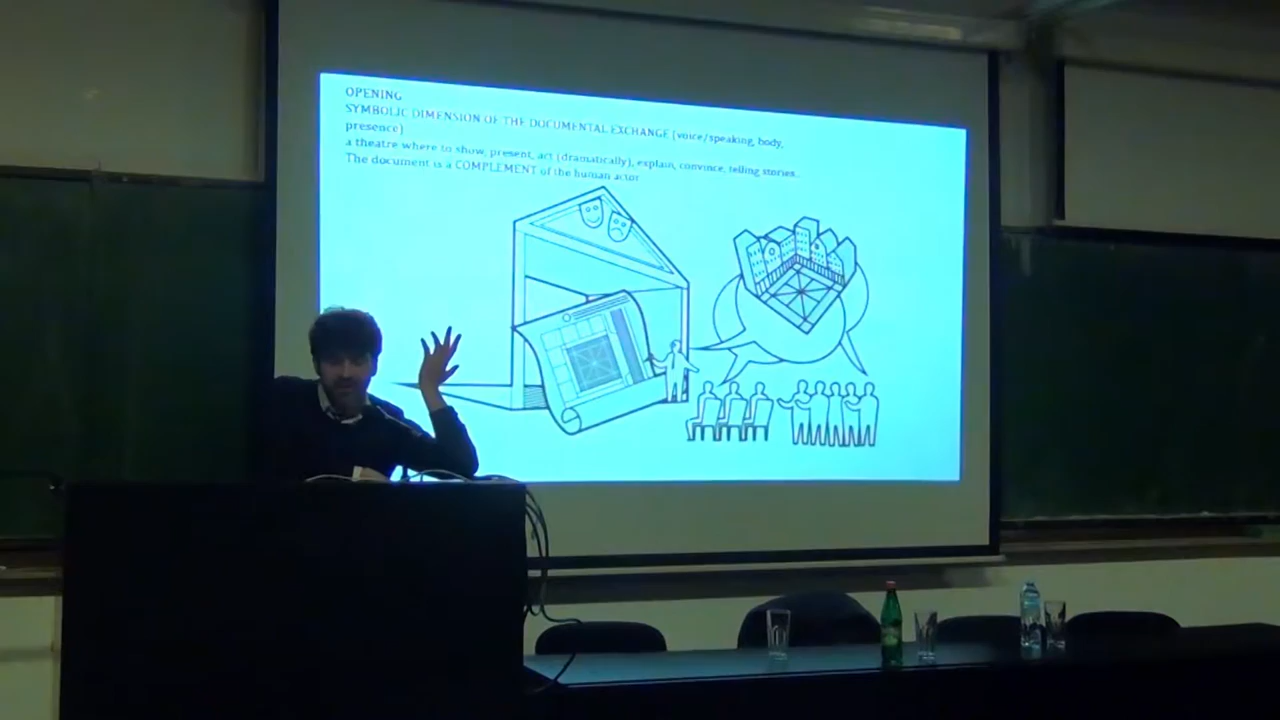 OPENING
SYMBOLIC DIMENSION OF THE DOCUMENTAL EXCHANGE (voice/speaking, body,
presence)
a theatre where to show, present, act (dramatically), explain, convince, telling stories..
The document is a COMPLEMENT of the human actor